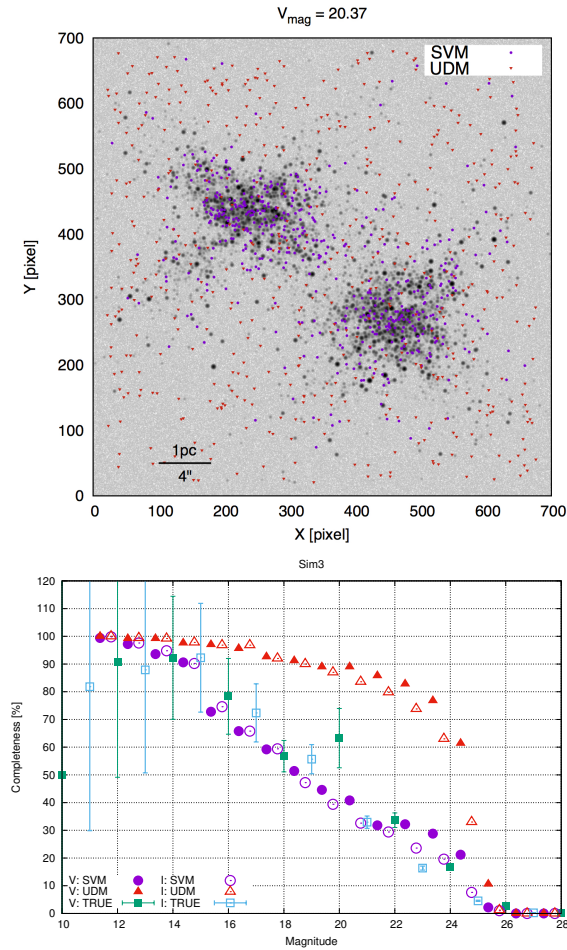 V_mag = 20.37
700
SVM
UDM
600
500
400
Y [pixel]
300
200
100
1pc
4"
0
0 100 200 300 400 500 600 700
X [pixel]
Sim3
120
110
100
90
80
70
60
Completeness [%]
50
40
30
20
10
V: SVM I: SVM
V: UDM I: UDM
V: TRUE I: TRUE
0
10 12 14 16 18 20 22 24 26 28
Magnitude